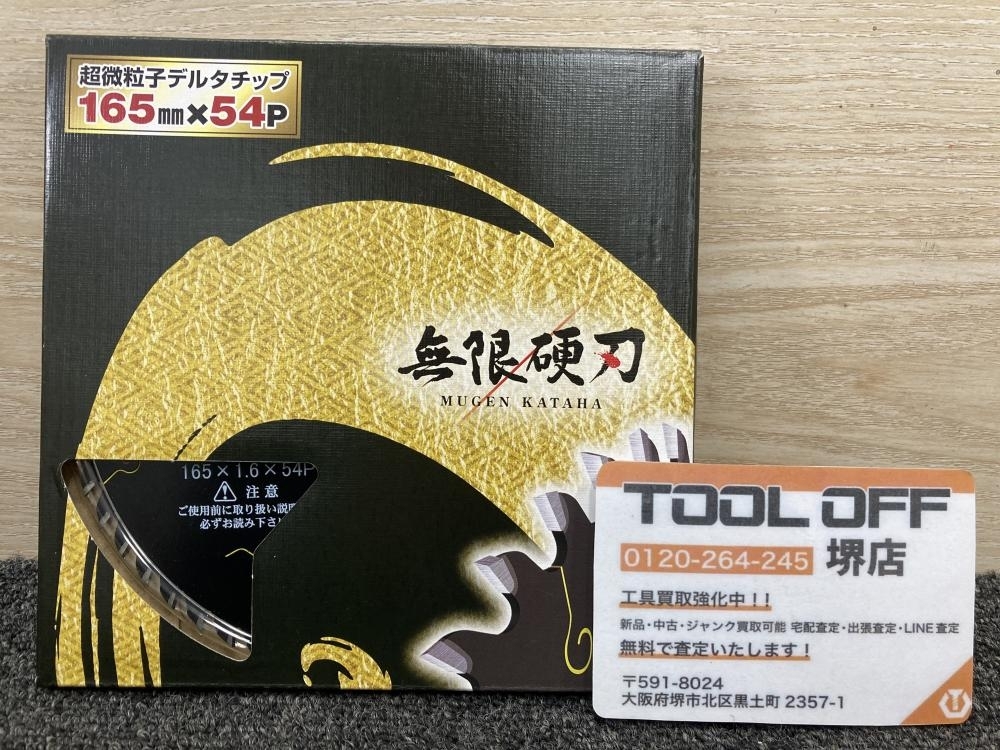 超微粒子デルタチップ
165mm×54P
無限硬刃
MUGEN KATAHA
165×1.6×54P
注意
ご使用前に取り扱い説
必ずお読み下さ
TOOL OFF
0120-264-245 堺店
工具買取強化中!!
新品・中古・ジャンク買取可能 宅配査定・出張査定・LINE査定
無料で査定いたします!
〒591-8024
大阪府堺市北区黒土町2357-1